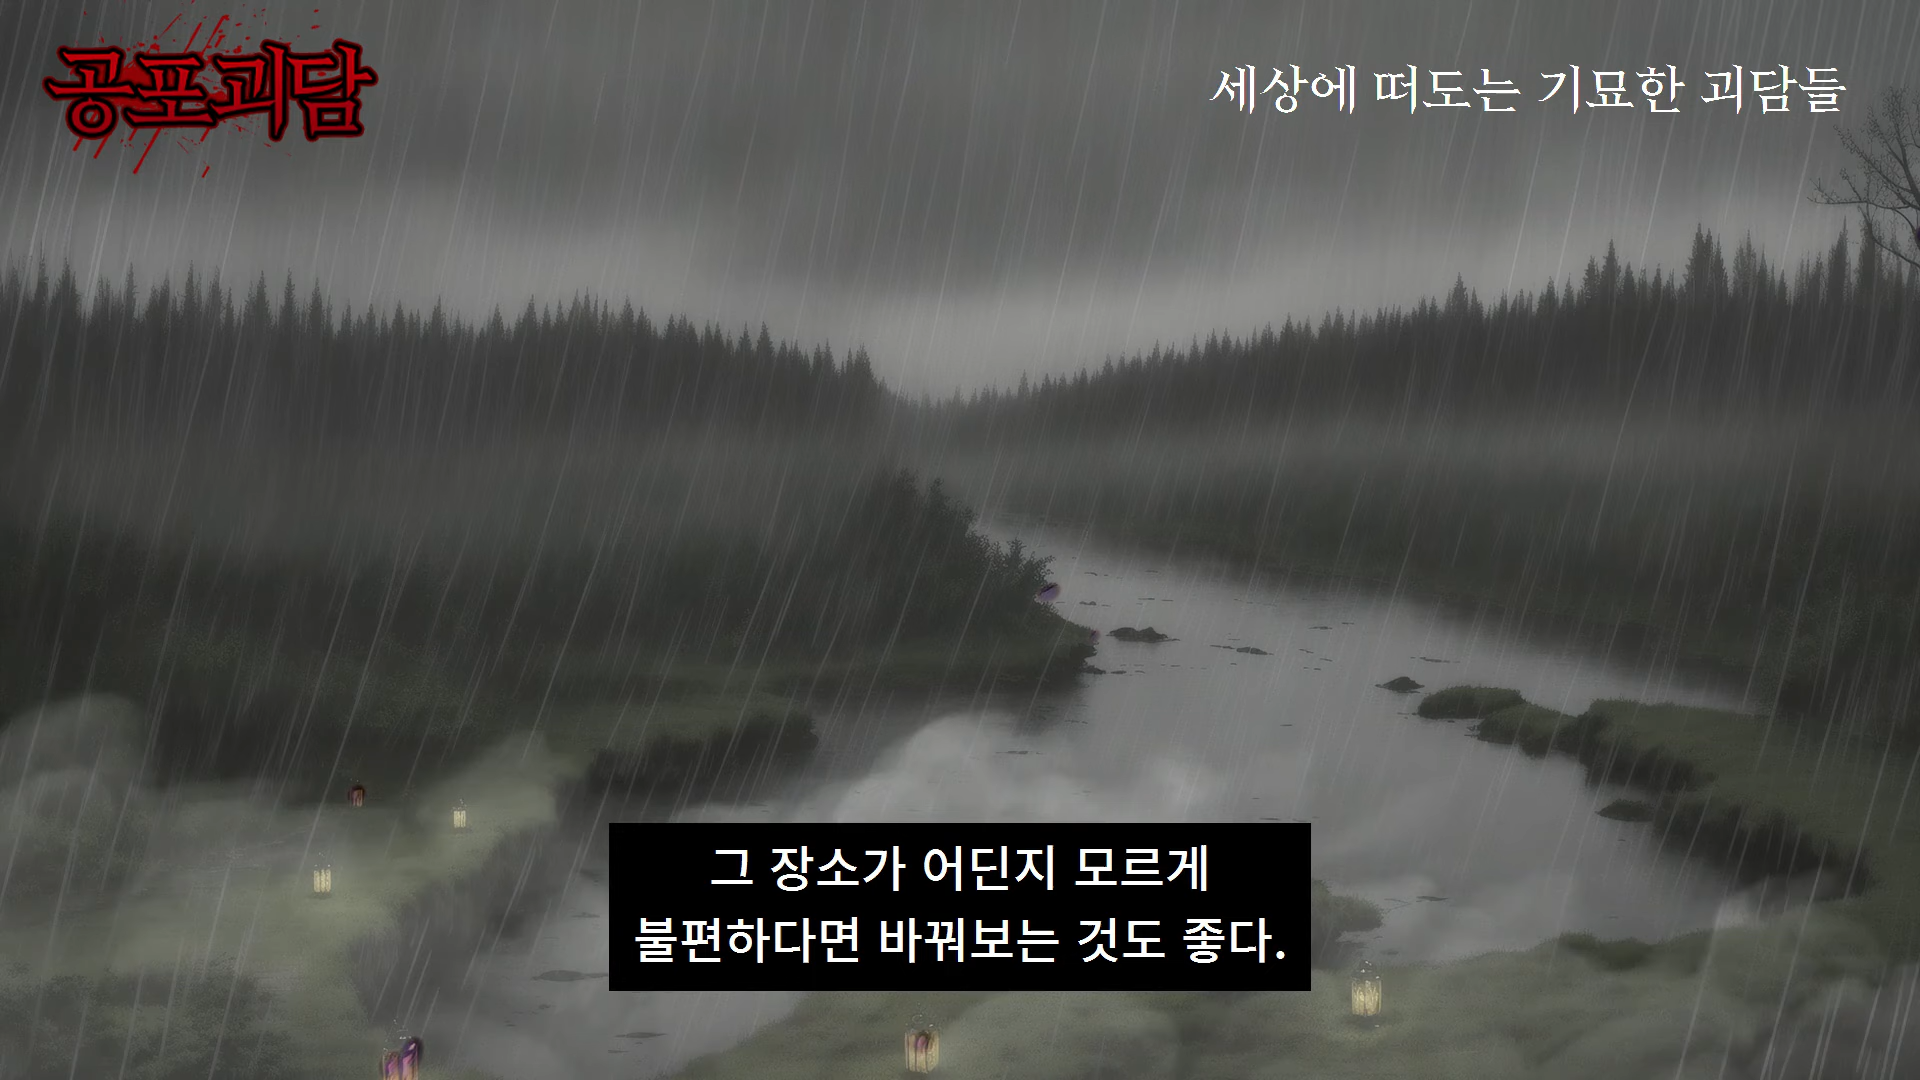 공포괴담
세상에 떠도는 기묘한 괴담들
그 장소가 어딘지 모르게
불편하다면 바꿔보는 것도 좋다.